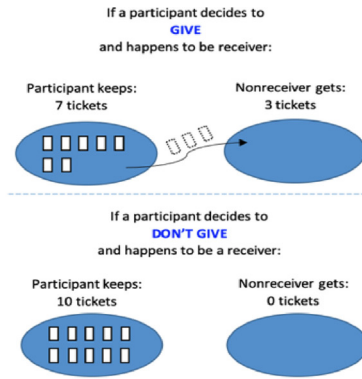 If a participant decides to
GIVE
and happens to be receiver:
Participant keeps:
7 tickets
Nonreceiver gets:
3 tickets
If a participant decides to
DON'T GIVE
and happens to be a receiver:
Participant keeps:
10 tickets
Nonreceiver gets:
0 tickets